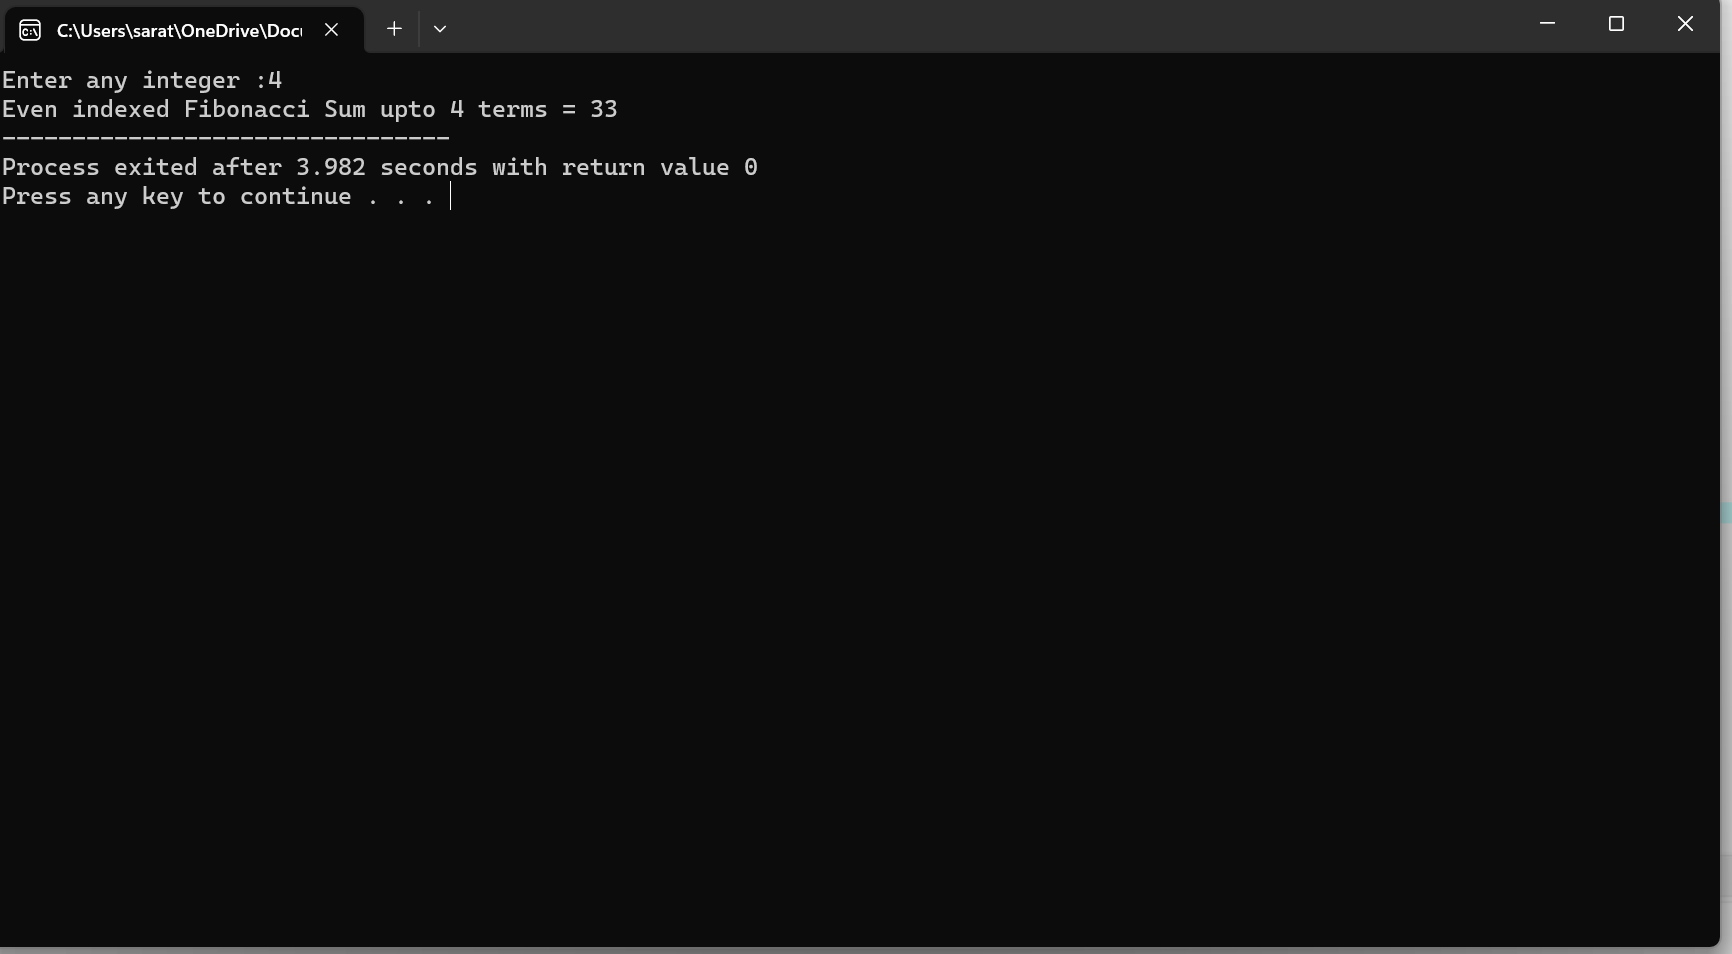 C:\Users\sarat\OneDrive\Docu
Enter any integer :4
Even indexed Fibonacci Sum upto 4 terms = 33
--------------------------------
Process exited after 3.982 seconds with return value 0
Press any key to continue . . .